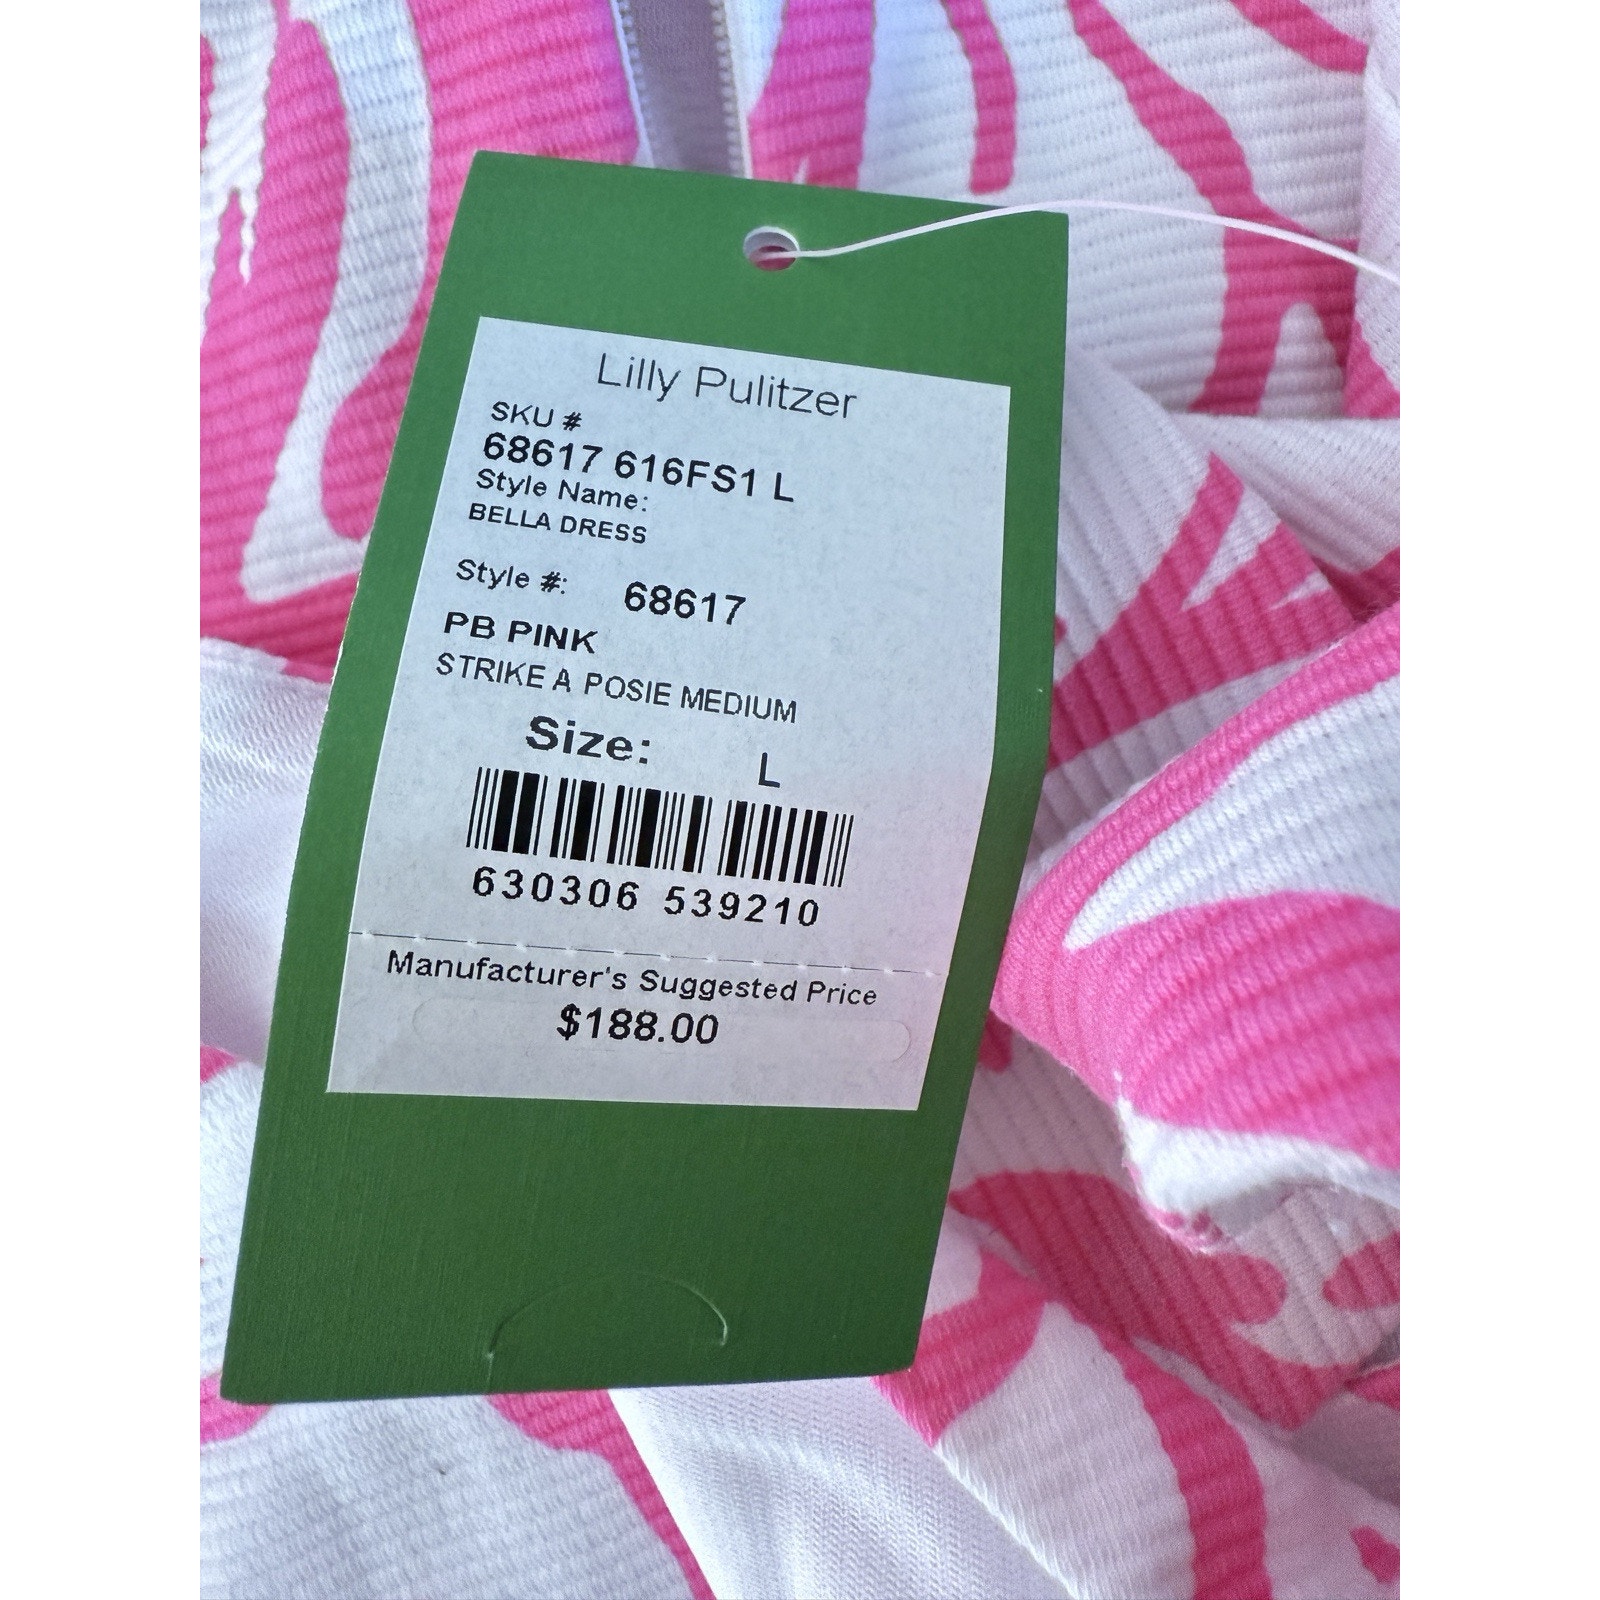 Lilly Pulitzer
SKU #
68617 616FS1 L
Style Name:
BELLA DRESS
Style #: 68617
PB PINK
STRIKE A POSIE MEDIUM
Size: L
630306 539210
Manufacturer's Suggested Price
$188.00